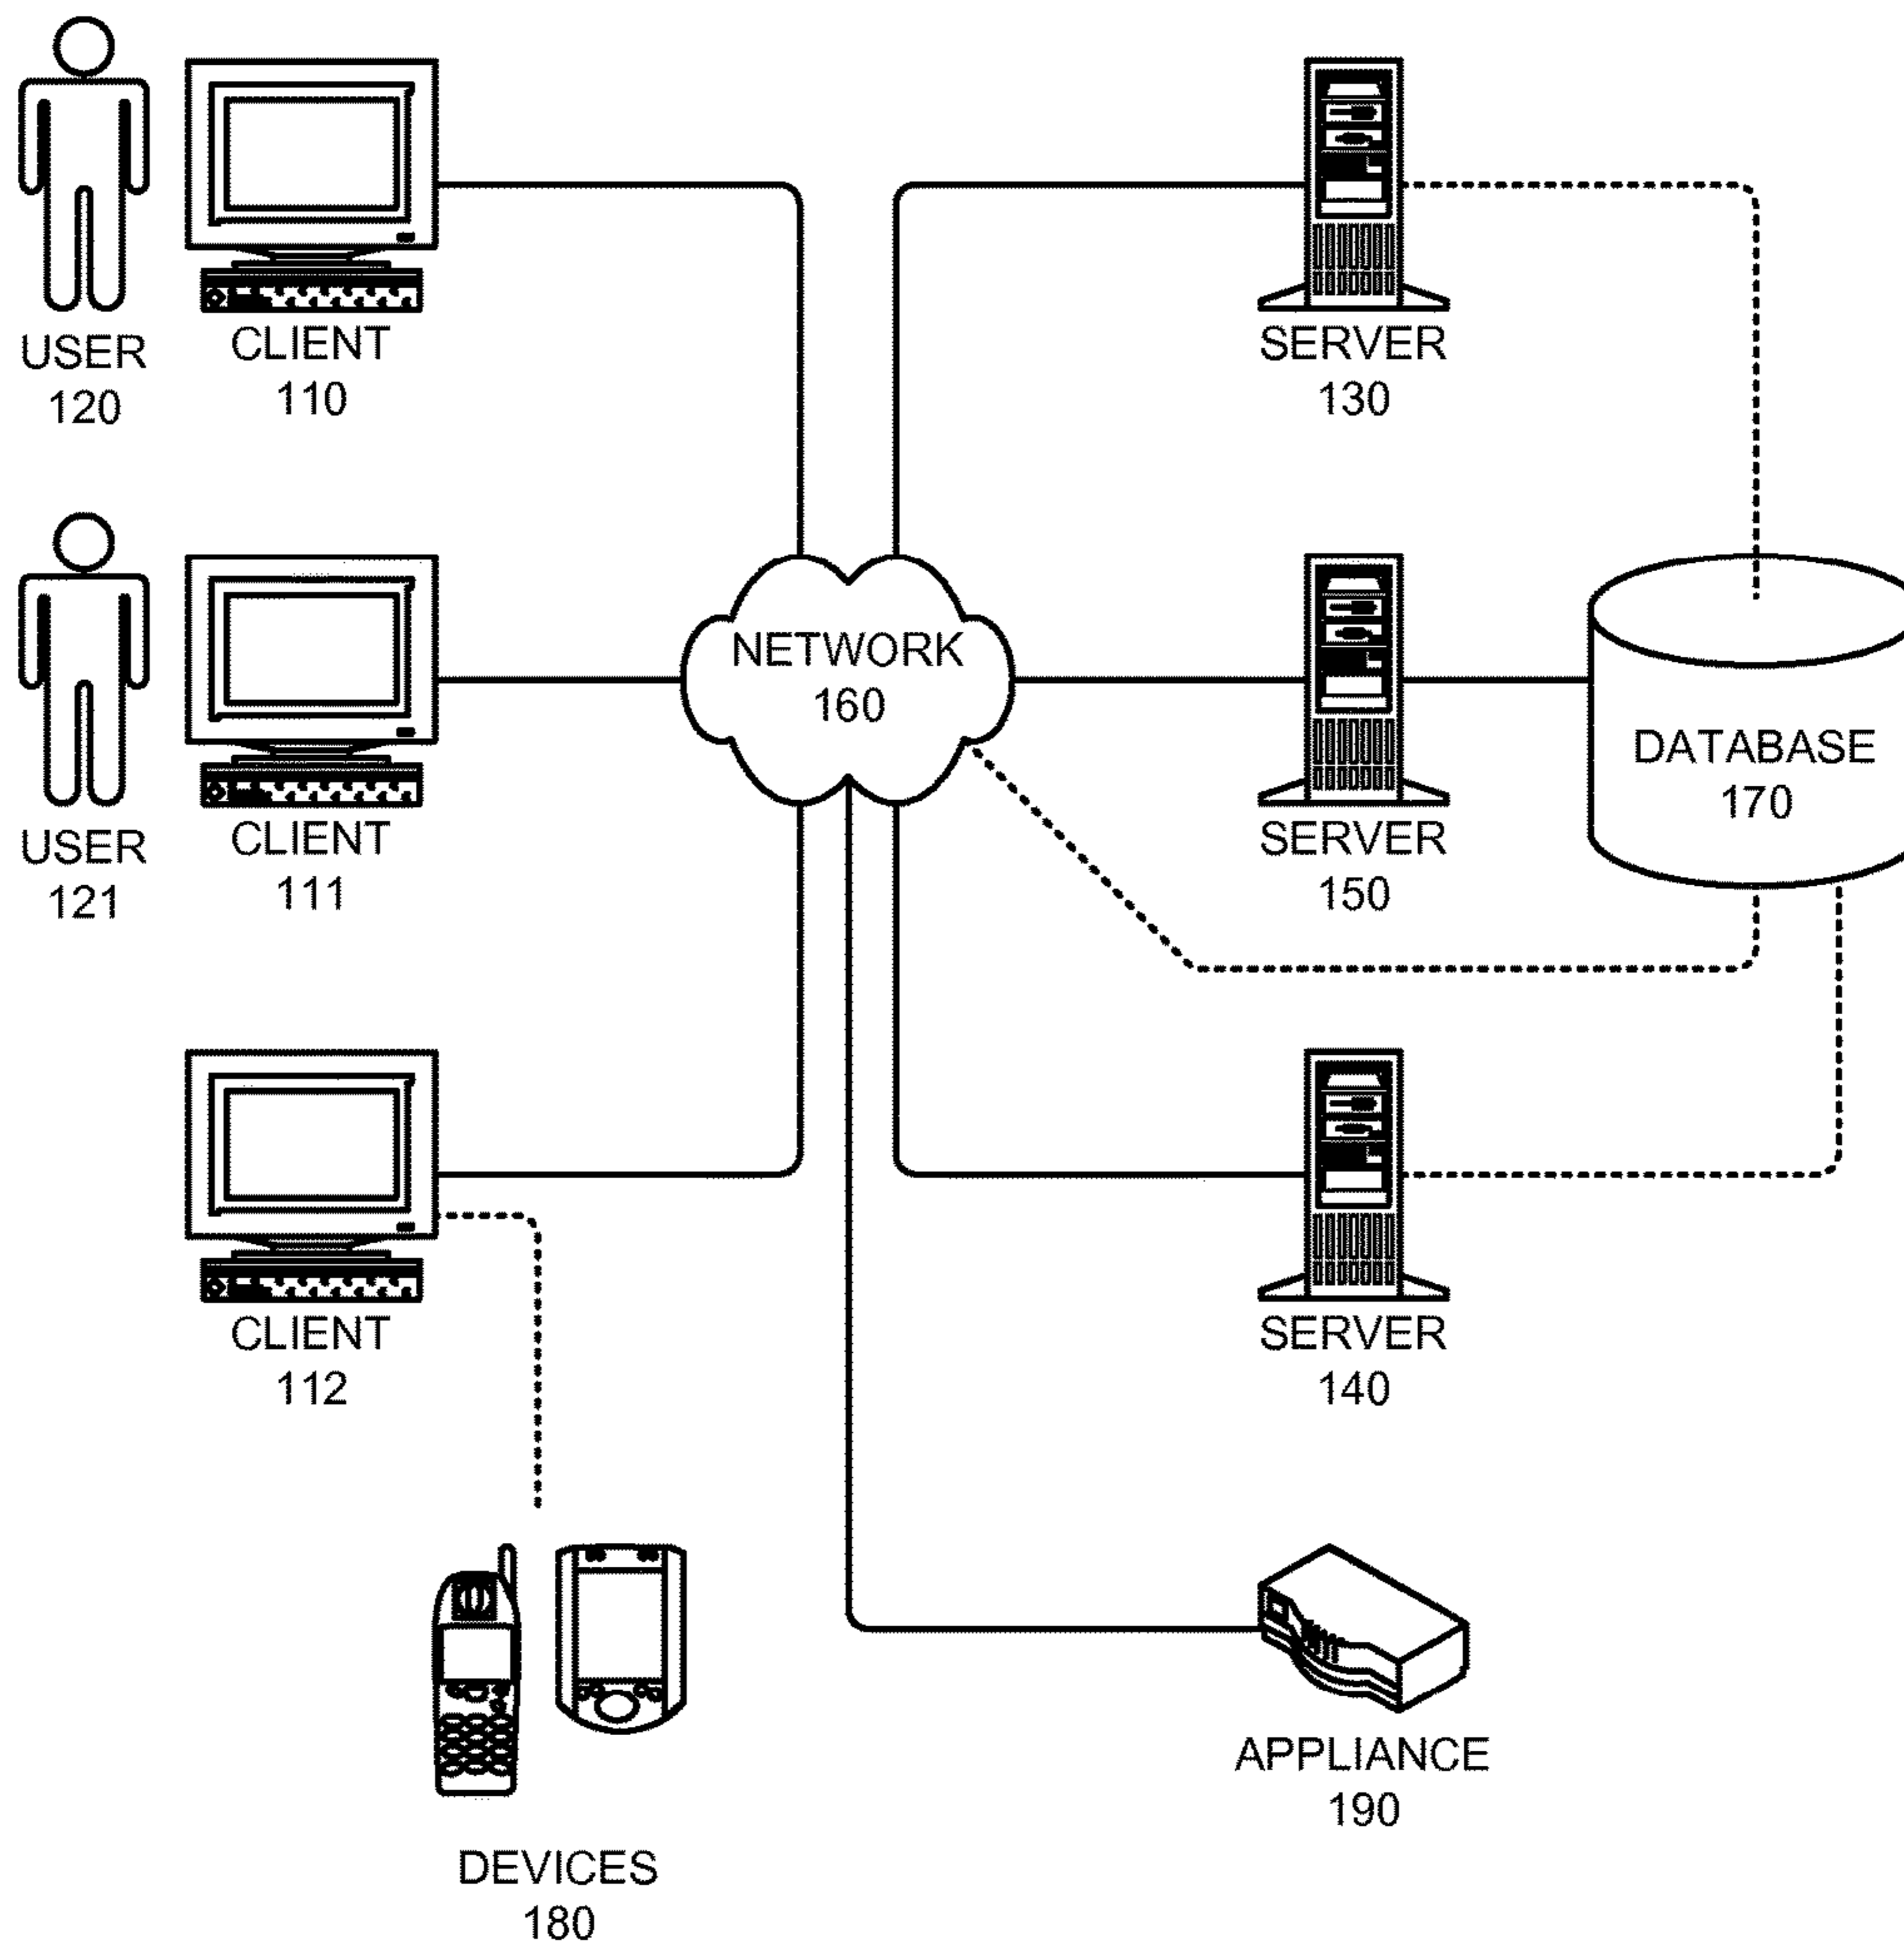 USER
120
CLIENT
110
SERVER
130
NETWORK
160
USER
121
CLIENT
111
SERVER
150
DATABASE
170
CLIENT
112
SERVER
140
DEVICES
180
APPLIANCE
190